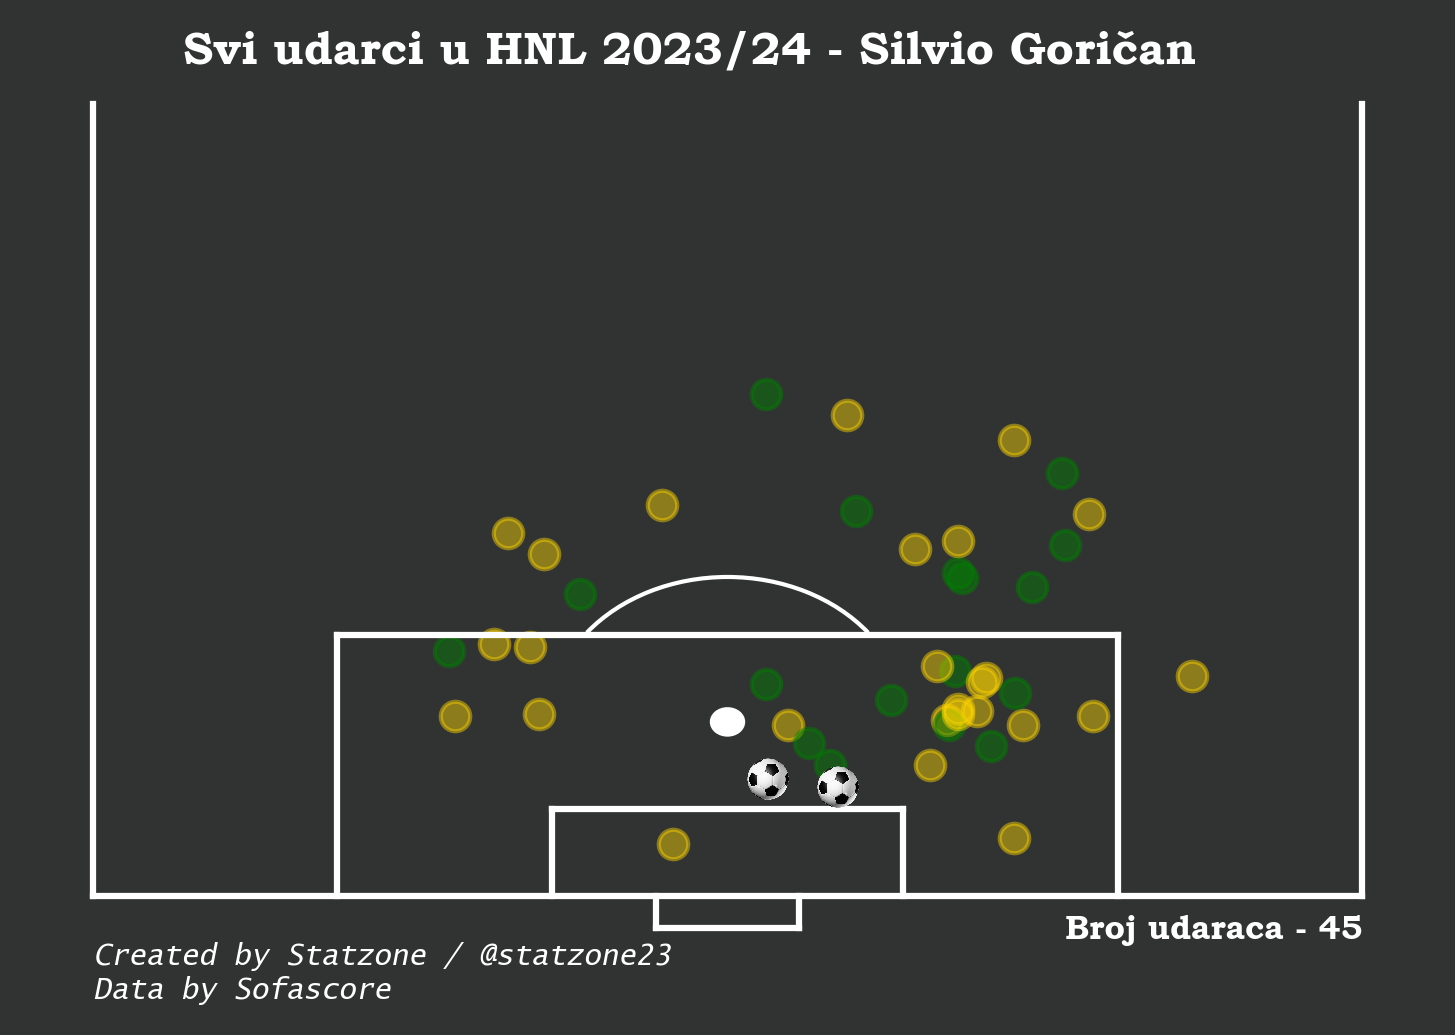 Svi udarci u HNL 2023/24 - Silvio Goričan
Broj udaraca - 45
Created by Statzone / @statzone23
Data by Sofascore